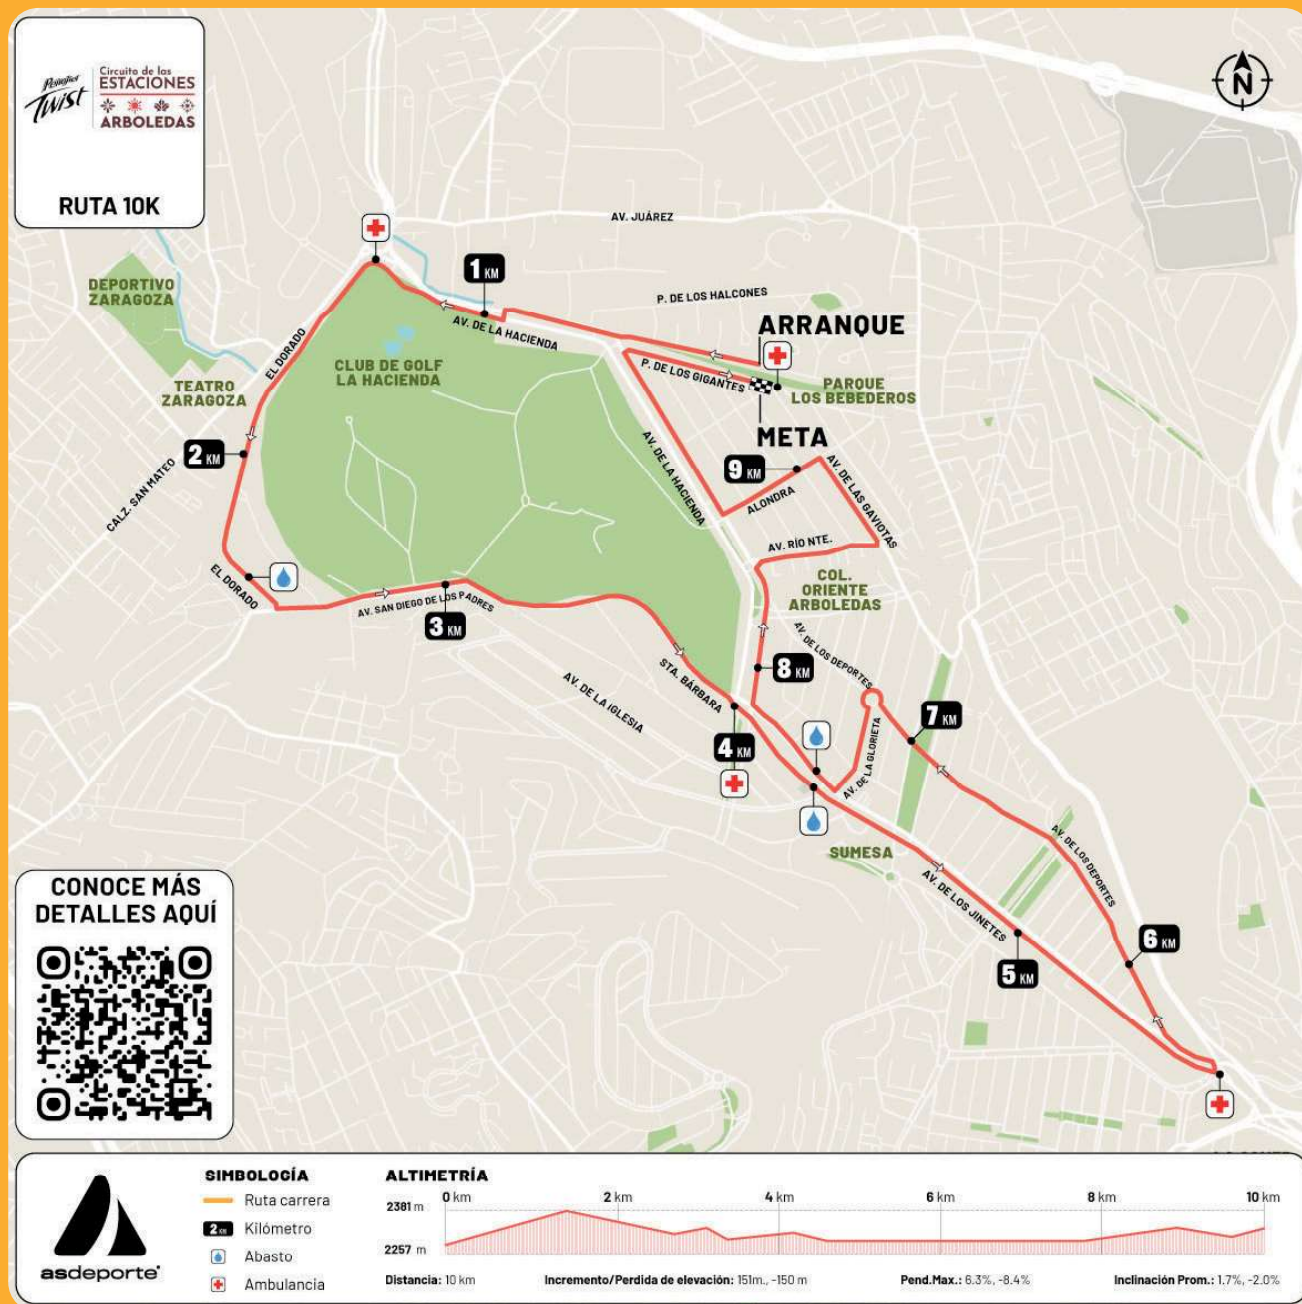 Peñafiel
Twist
Circuito de las
ESTACIONES
ARBOLEDAS
RUTA 10K
N
AV. JUÁREZ
DEPORTIVO
ZARAGOZA
1 KM
P. DE LOS HALCONES
ARRANQUE
AV. DE LA HACIENDA
EL DORADO
CLUB DE GOLF
LA HACIENDA
P. DE LOS GIGANTES
PARQUE
LOS BEBEDEROS
TEATRO
ZARAGOZA
META
2 KM
CALZ. SAN MATEO
AV. DE LA HACIENDA
9 KM
ALONDRA
AV. DE LAS GAVIOTAS
AV. RÍO NTE.
EL DORADO
COL.
ORIENTE
ARBOLEDAS
AV. SAN DIEGO DE LOS PADRES
3 KM
AV. DE LOS DEPORTES
8 KM
STA. BÁRBARA
AV. DE LA IGLESIA
7 KM
4 KM
AV. DE LA GLORIETA
SUMESA
AV. DE LOS DEPORTES
AV. DE LOS JINETES
6 KM
5 KM
CONOCE MÁS
DETALLES AQUÍ
asdeporte
SIMBOLOGÍA
Ruta carrera
2 KM Kilómetro
Abasto
Ambulancia
ALTIMETRÍA
0 km 2 km 4 km 6 km 8 km 10 km
2381 m
2257 m
Distancia: 10 km
Incremento/Perdida de elevación: 151m., -150 m
Pend.Max.: 6.3%, -8.4%
Inclinación Prom.: 1.7%, -2.0%